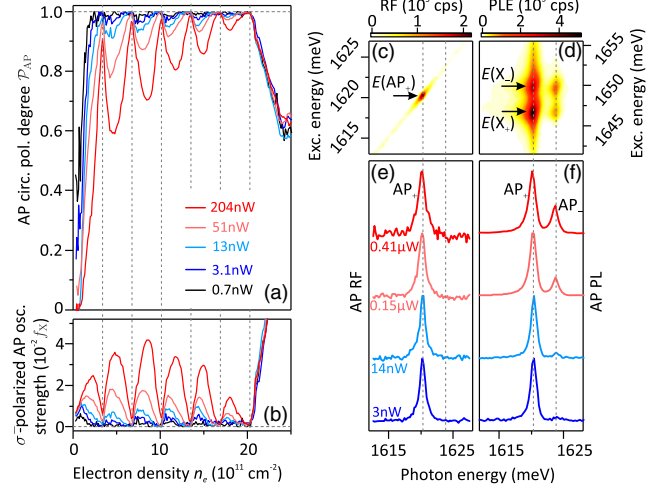 AP circ. pol. degree 𝒫AP
1.0
0.8
0.6
0.4
0.2
0
204nW
51nW
13nW
3.1nW
0.7nW
(a)
σ⁻-polarized AP osc.
strength (10⁻² fX)
4
2
0
(b)
0
5
10
15
20
Electron density nₑ (10¹¹ cm⁻²)
RF (10³ cps)
0 1 2
PLE (10³ cps)
0 2 4
Exc. energy (meV)
1625
1620
1615
(c)
E(AP₊)
(d)
E(X₋)
E(X₊)
1655
1650
1645
Exc. energy (meV)
(e)
AP₊
AP RF
0.41µW
0.15µW
14nW
3nW
(f)
AP₊
AP₋
AP PL
1615
1625
1615
1625
Photon energy (meV)